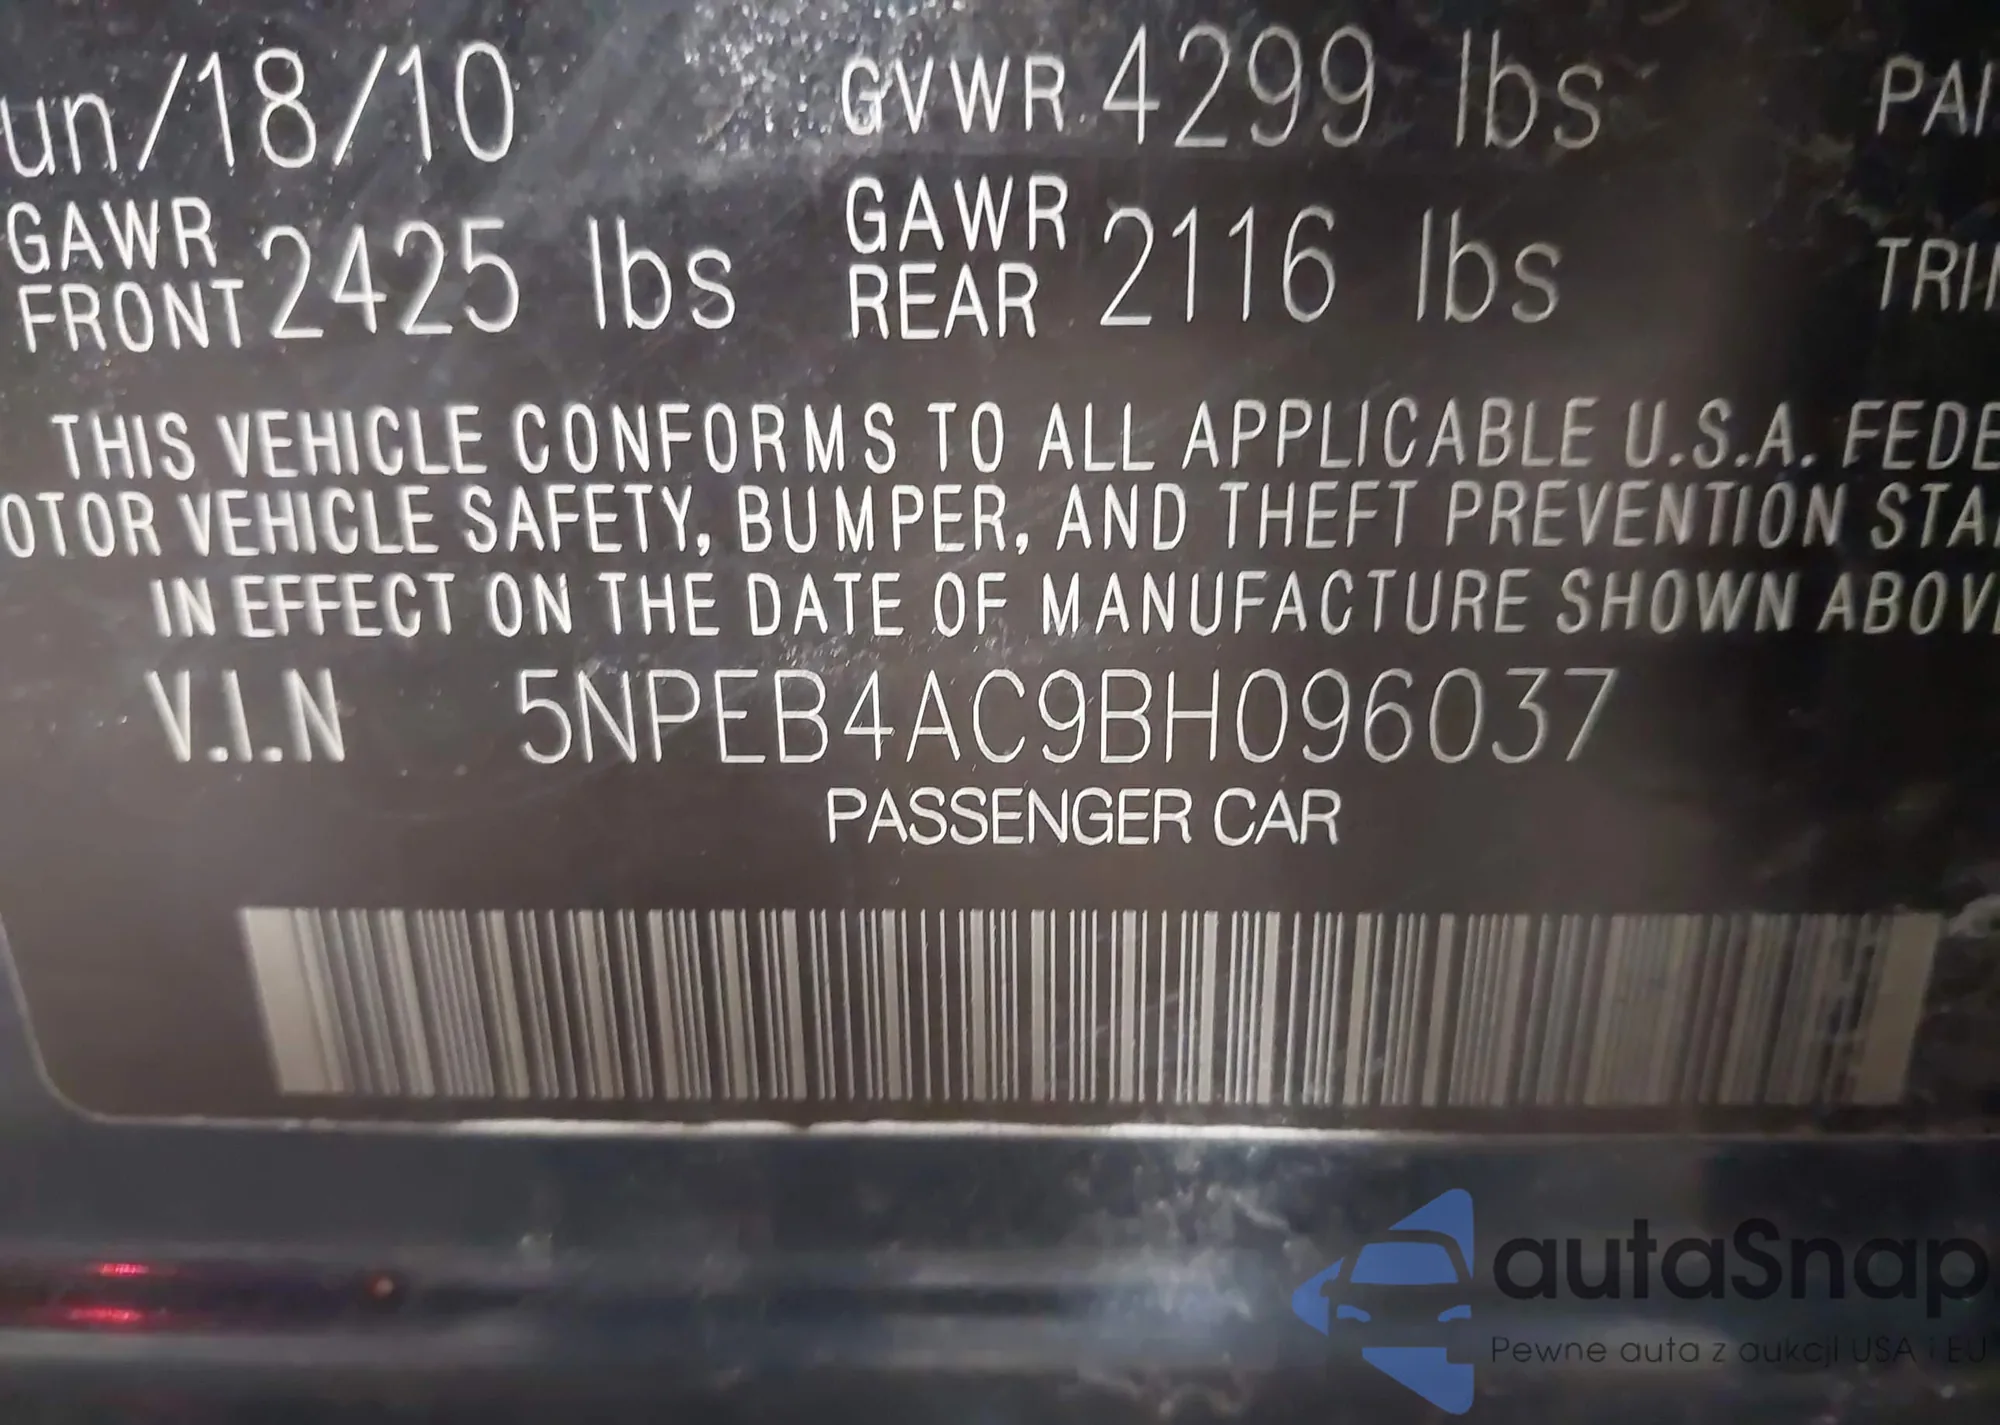 un/18/10 GVWR 4299 lbs PAI
GAWR FRONT 2425 lbs GAWR REAR 2116 lbs TRI
THIS VEHICLE CONFORMS TO ALL APPLICABLE U.S.A. FEDE
OTOR VEHICLE SAFETY, BUMPER, AND THEFT PREVENTION STA
IN EFFECT ON THE DATE OF MANUFACTURE SHOWN ABOV
V.I.N 5NPEB4AC9BH096037
PASSENGER CAR
autaSnap
Pewne auta z aukcji USA i EU